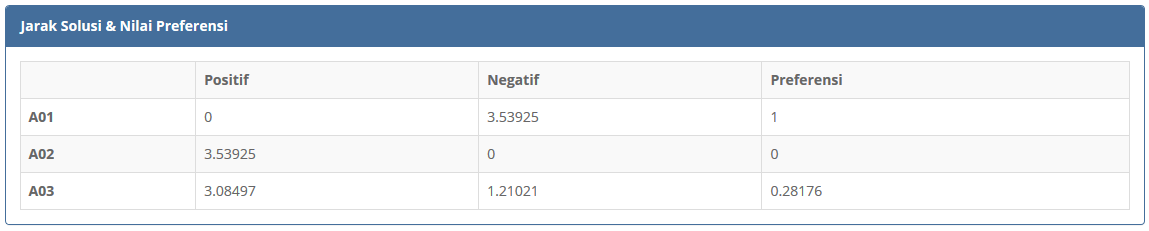 Jarak Solusi & Nilai Preferensi
Positif Negatif Preferensi
A01 0 3.53925 1
A02 3.53925 0 0
A03 3.08497 1.21021 0.28176